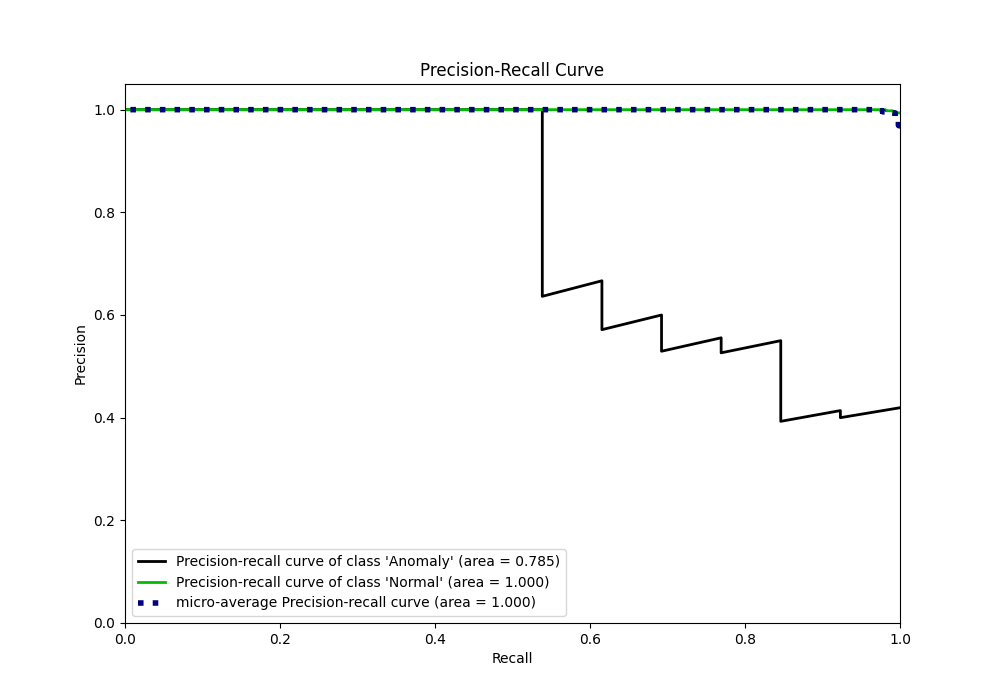 Precision-Recall Curve
1.0
0.8
0.6
0.4
0.2
0.0
Precision
Precision-recall curve of class 'Anomaly' (area = 0.785)
Precision-recall curve of class 'Normal' (area = 1.000)
micro-average Precision-recall curve (area = 1.000)
0.0 0.2 0.4 0.6 0.8 1.0
Recall